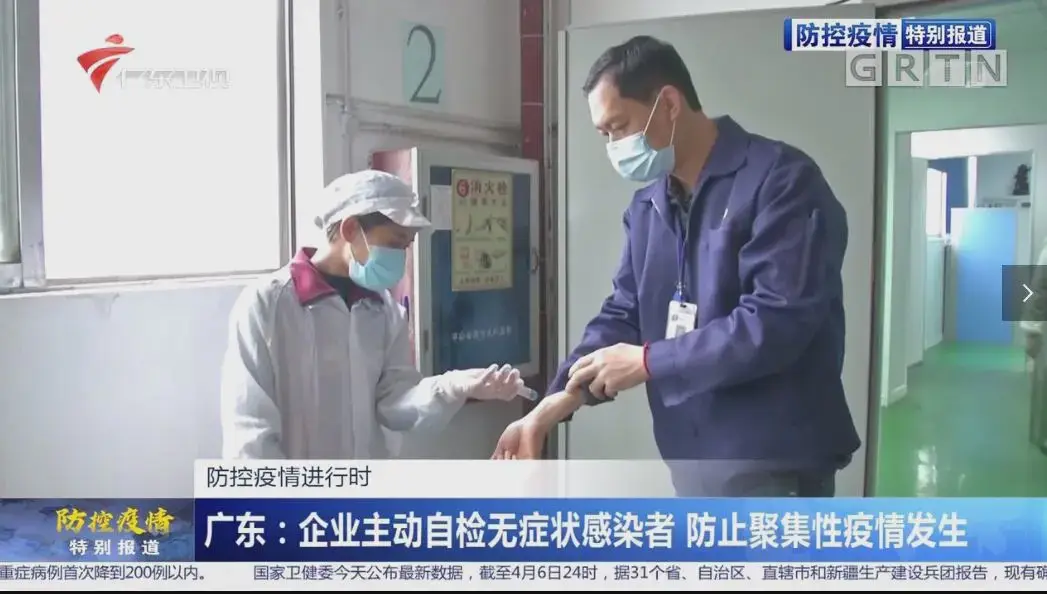 防控疫情 特别报道
广东卫视
GRTN
2
消火栓
防控疫情进行时
防控疫情
特别报道
广东：企业主动自检无症状感染者 防止聚集性疫情发生
重症病例首次降到200例以内。 国家卫健委今天公布最新数据，截至4月6日24时，据31个省、自治区、直辖市和新疆生产建设兵团报告，现有确